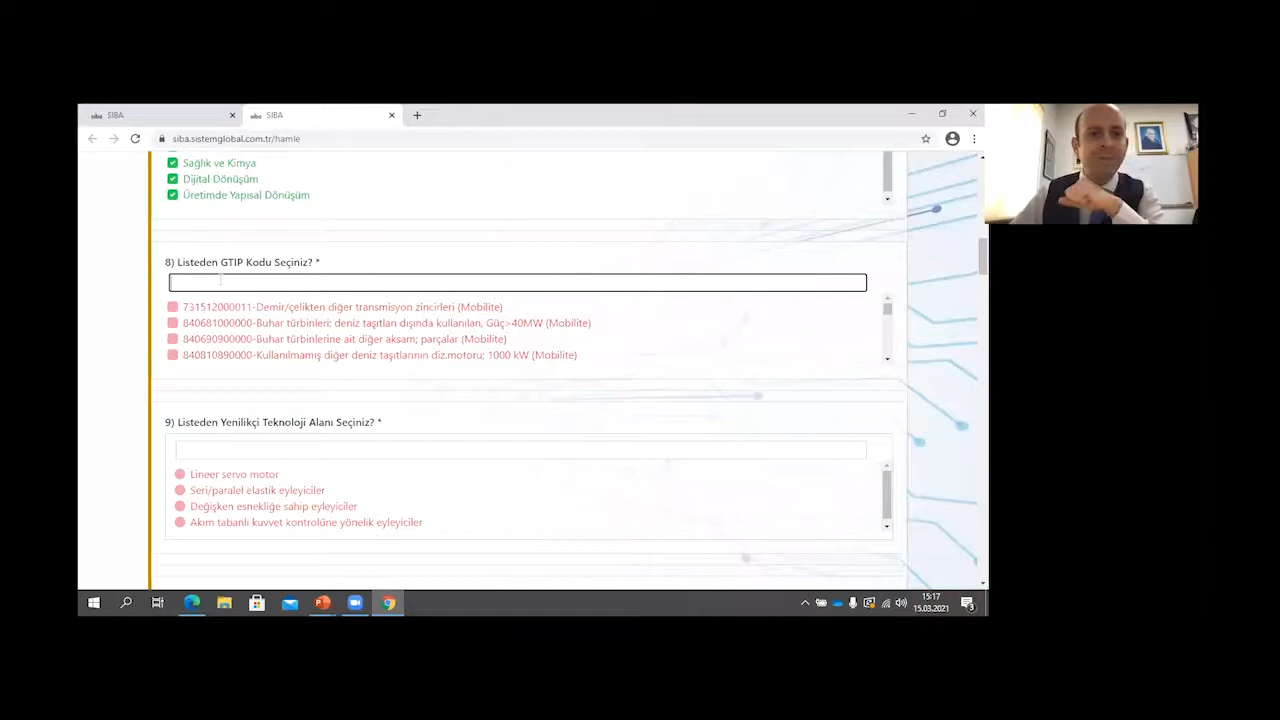 SIBA
SIBA
siba.sistemglobal.com.tr/hamle
Sağlık ve Kimya
Dijital Dönüşüm
Üretimde Yapısal Dönüşüm
8) Listeden GTIP Kodu Seçiniz? *
731512000011-Demir/çelikten diğer transmisyon zincirleri (Mobilite)
840681000000-Buhar türbinleri; deniz taşıtları dışında kullanılan, Güç>40MW (Mobilite)
840690900000-Buhar türbinlerine ait diğer aksam; parçalar (Mobilite)
840810890000-Kullanılmamış diğer deniz taşıtlarının diz.motoru; 1000 kW (Mobilite)
9) Listeden Yenilikçi Teknoloji Alanı Seçiniz? *
Lineer servo motor
Seri/paralel elastik eyleyiciler
Değişken esnekliğe sahip eyleyiciler
Akım tabanlı kuvvet kontrolüne yönelik eyleyiciler
15:17
15.03.2021